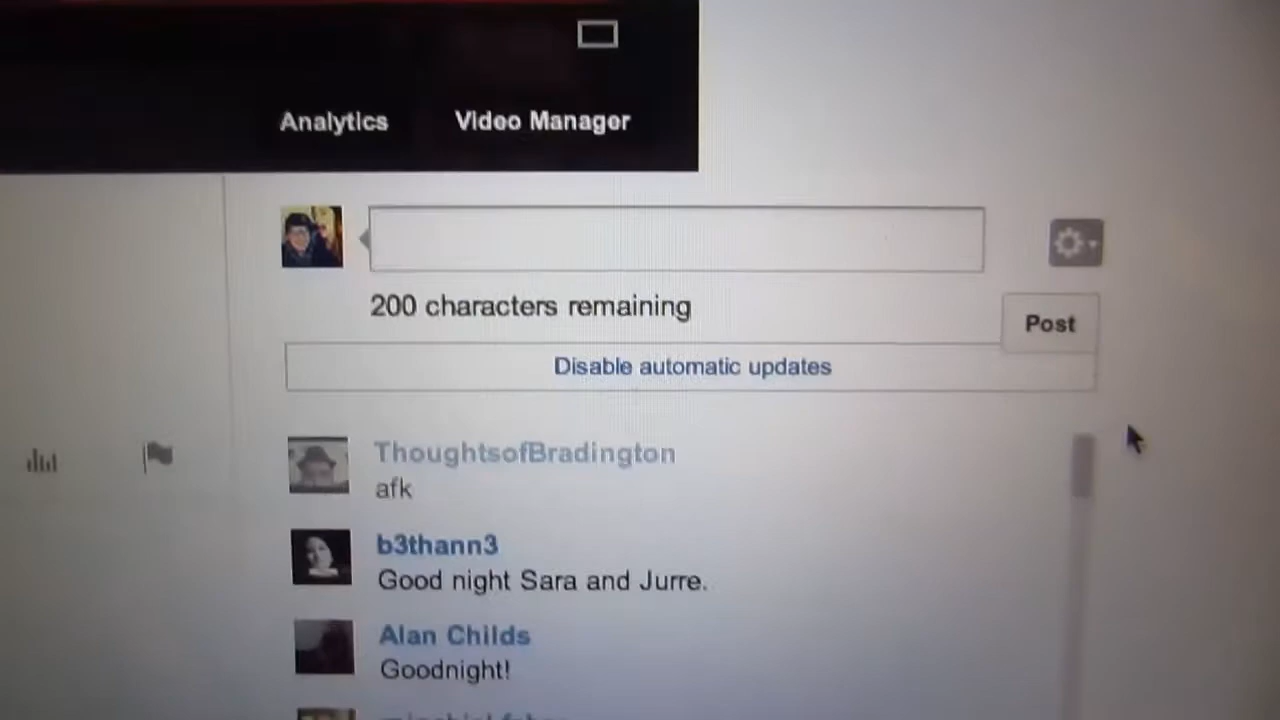 Analytics Video Manager
200 characters remaining
Post
Disable automatic updates
ThoughtsofBradington
afk
b3thann3
Good night Sara and Jurre.
Alan Childs
Goodnight!